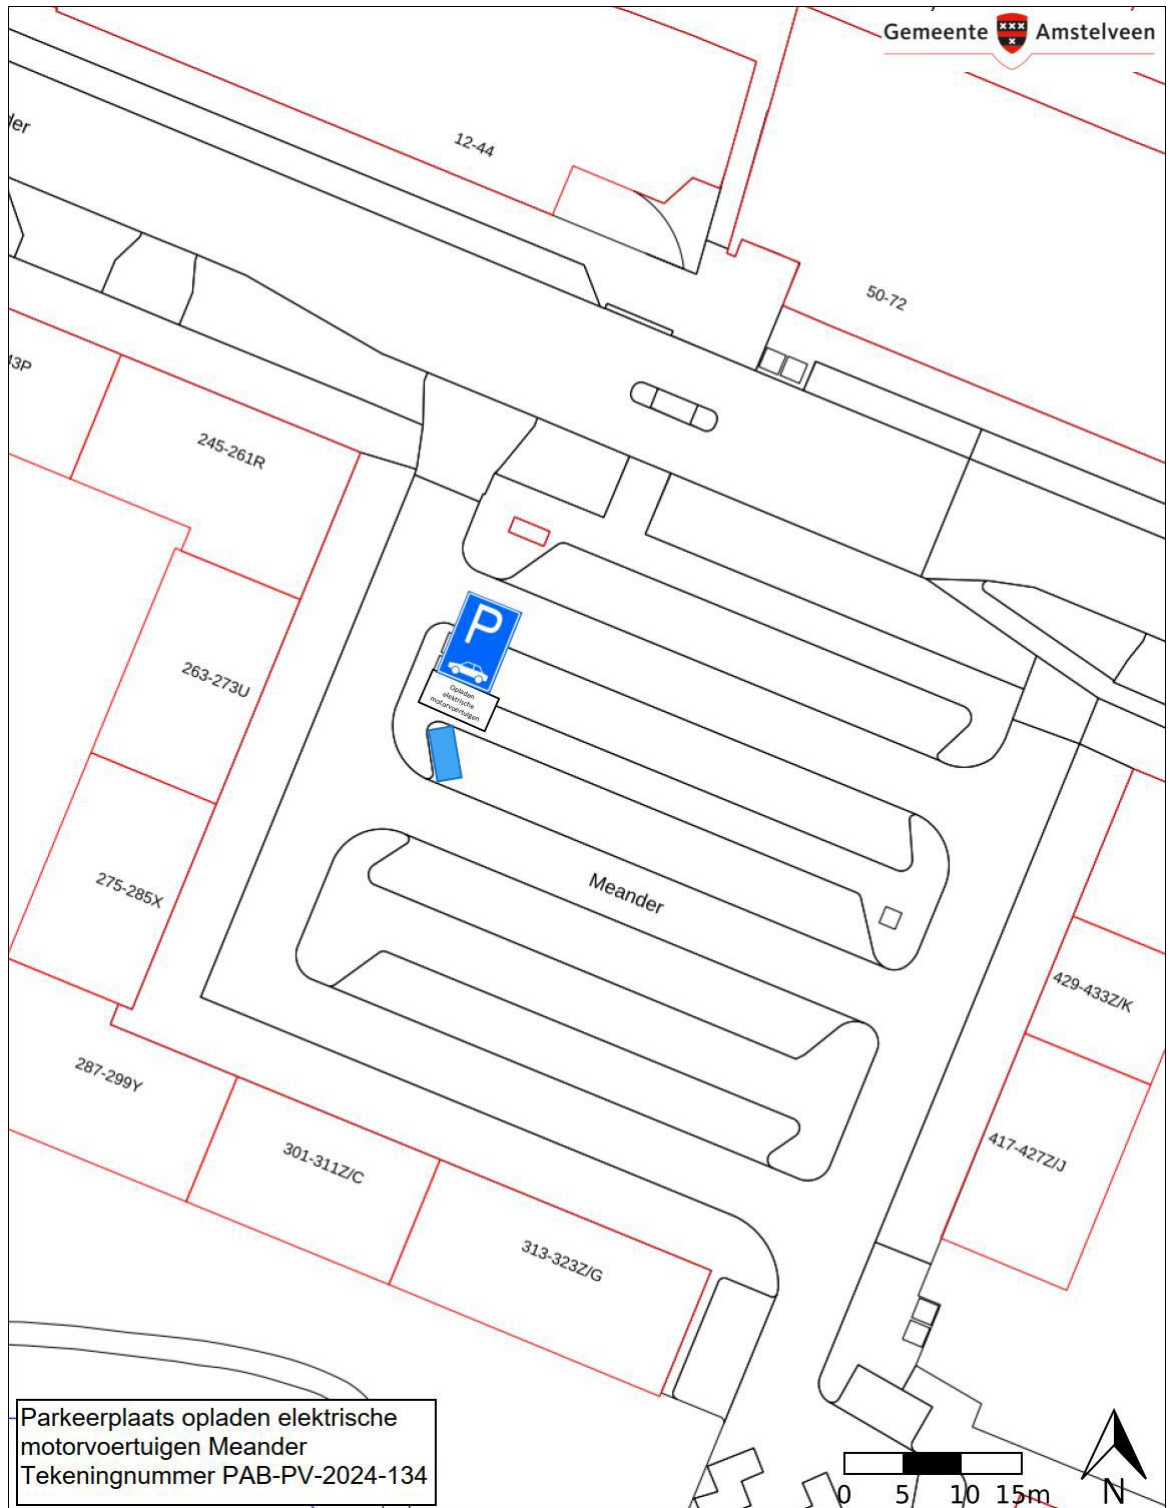 Gemeente Amstelveen
der
12-44
50-72
43P
245-261R
P
Opladen
elektrische
motorvoertuigen
263-273U
275-285X
Meander
429-433Z/K
287-299Y
417-427Z/J
301-311Z/C
313-323Z/G
Parkeerplaats opladen elektrische
motorvoertuigen Meander
Tekeningnummer PAB-PV-2024-134
0 5 10 15m
N